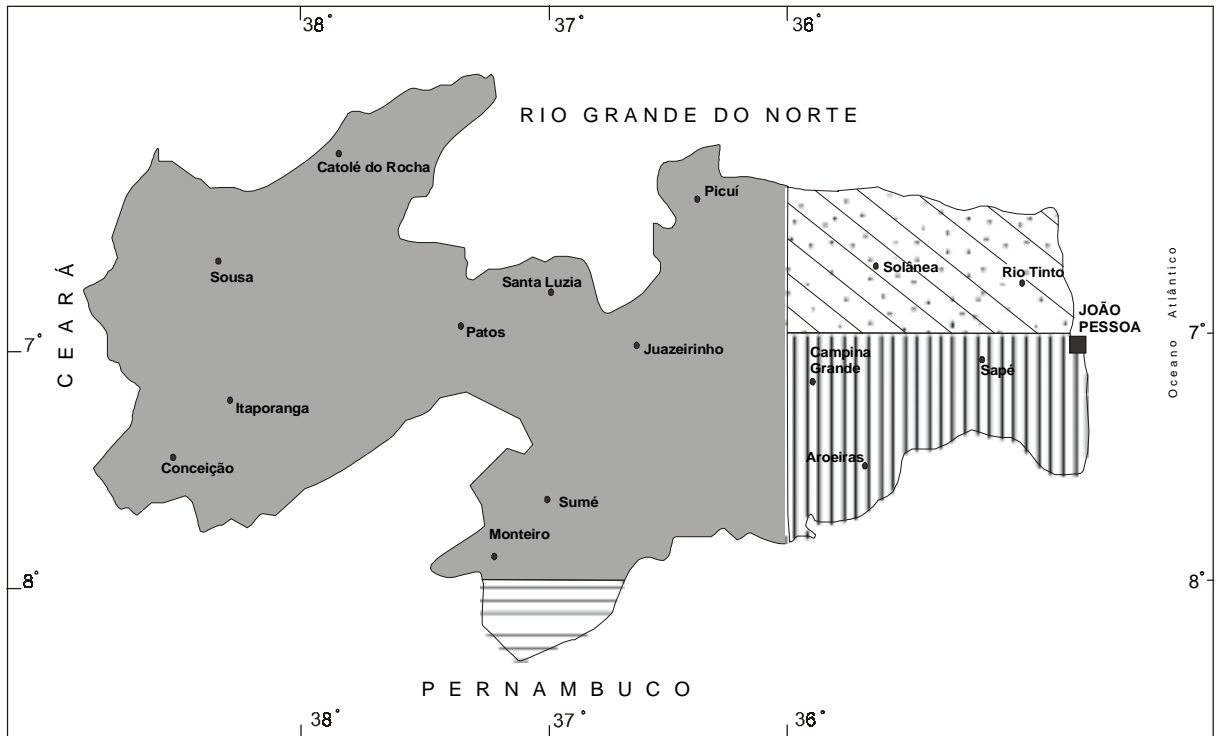 38°
37°
36°
RIO GRANDE DO NORTE
Catolé do Rocha
Picuí
CEARÁ
Sousa
Santa Luzia
Solânea
Rio Tinto
Oceano Atlântico
JOÃO
PESSOA
Patos
Juazeirinho
7°
7°
Campina
Grande
Sapé
Itaporanga
Conceição
Aroeiras
Sumé
Monteiro
8°
8°
PERNAMBUCO
38°
37°
36°